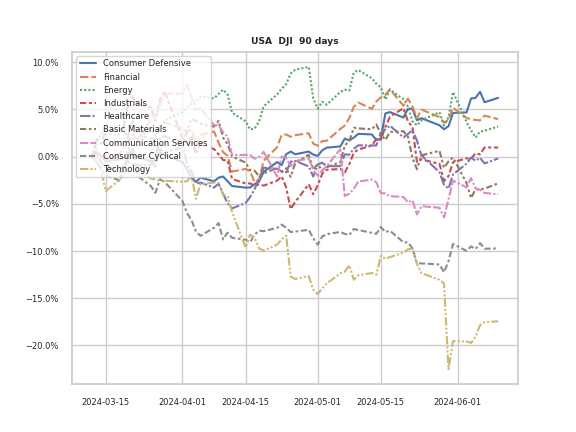 USA  DJI  90 days
10.0%
5.0%
0.0%
−5.0%
−10.0%
−15.0%
−20.0%
Consumer Defensive
Financial
Energy
Industrials
Healthcare
Basic Materials
Communication Services
Consumer Cyclical
Technology
2024-03-15
2024-04-01
2024-04-15
2024-05-01
2024-05-15
2024-06-01